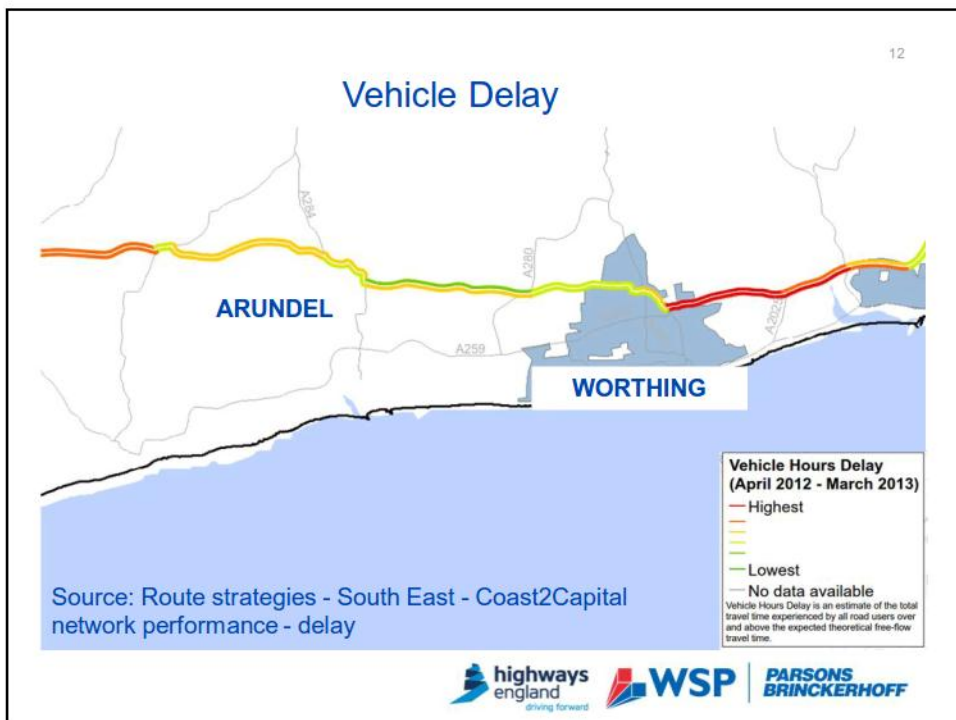 12
Vehicle Delay
A284
A280
ARUNDEL
A2025
A259
WORTHING
Vehicle Hours Delay
(April 2012 - March 2013)
Highest
Lowest
No data available
Vehicle Hours Delay is an estimate of the total
travel time experienced by all road users over
and above the expected theoretical free-flow
travel time.
Source: Route strategies - South East - Coast2Capital
network performance - delay
highways
england
driving forward
WSP
PARSONS
BRINCKERHOFF